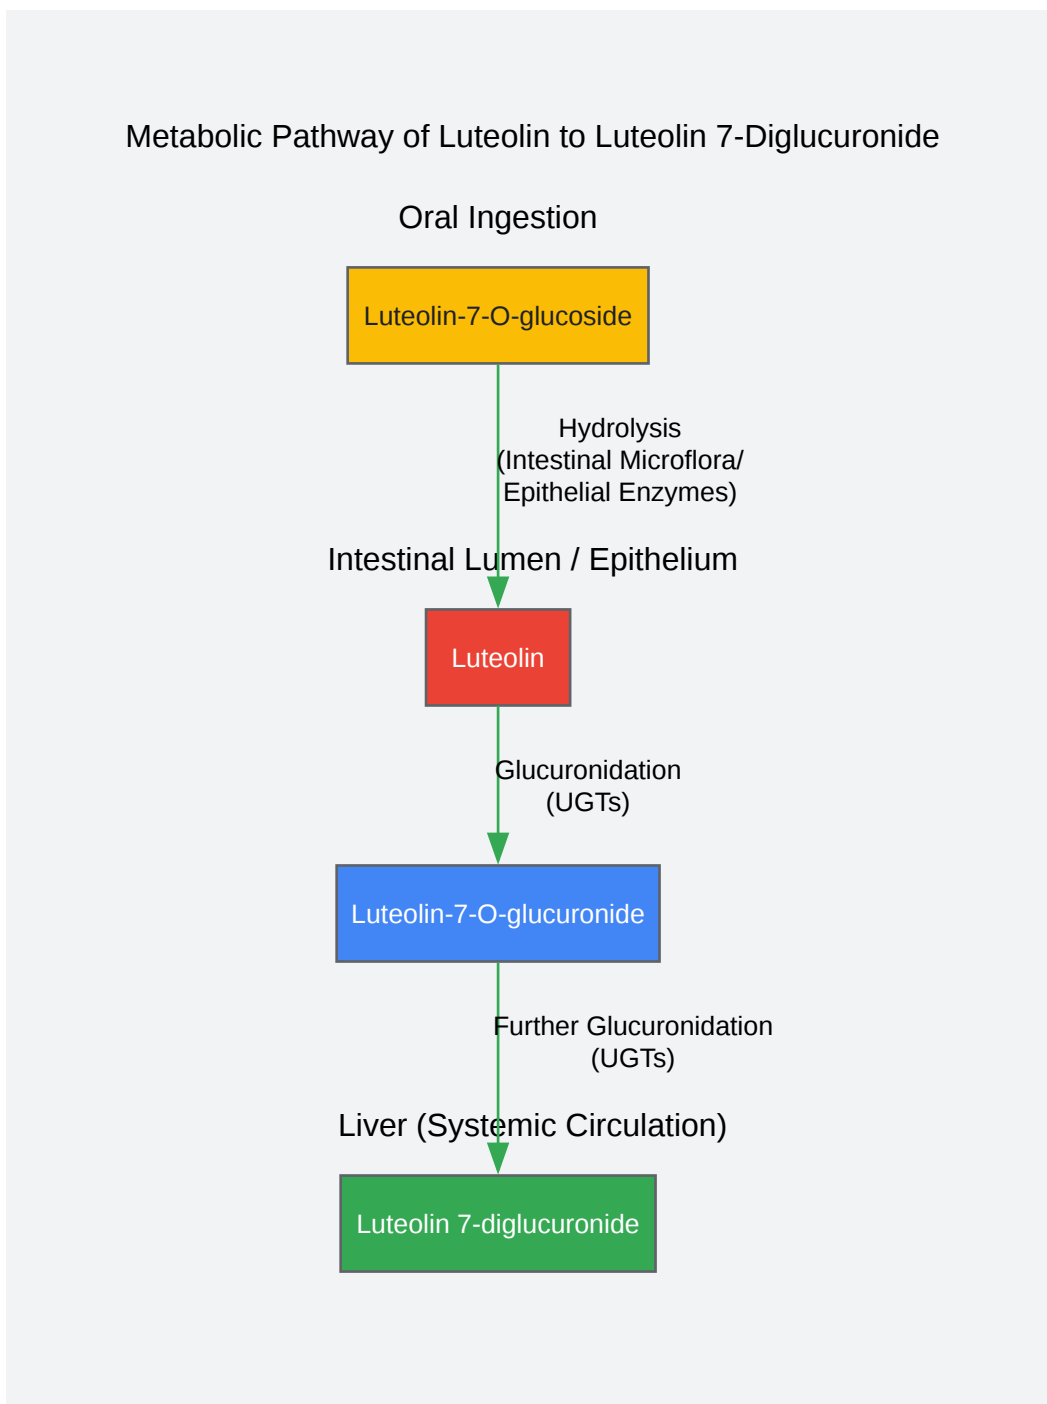 Metabolic Pathway of Luteolin to Luteolin 7-Diglucuronide
Oral Ingestion
Luteolin-7-O-glucoside
Hydrolysis
(Intestinal Microflora/
Epithelial Enzymes)
Intestinal Lumen / Epithelium
Luteolin
Glucuronidation
(UGTs)
Luteolin-7-O-glucuronide
Further Glucuronidation
(UGTs)
Liver (Systemic Circulation)
Luteolin 7-diglucuronide